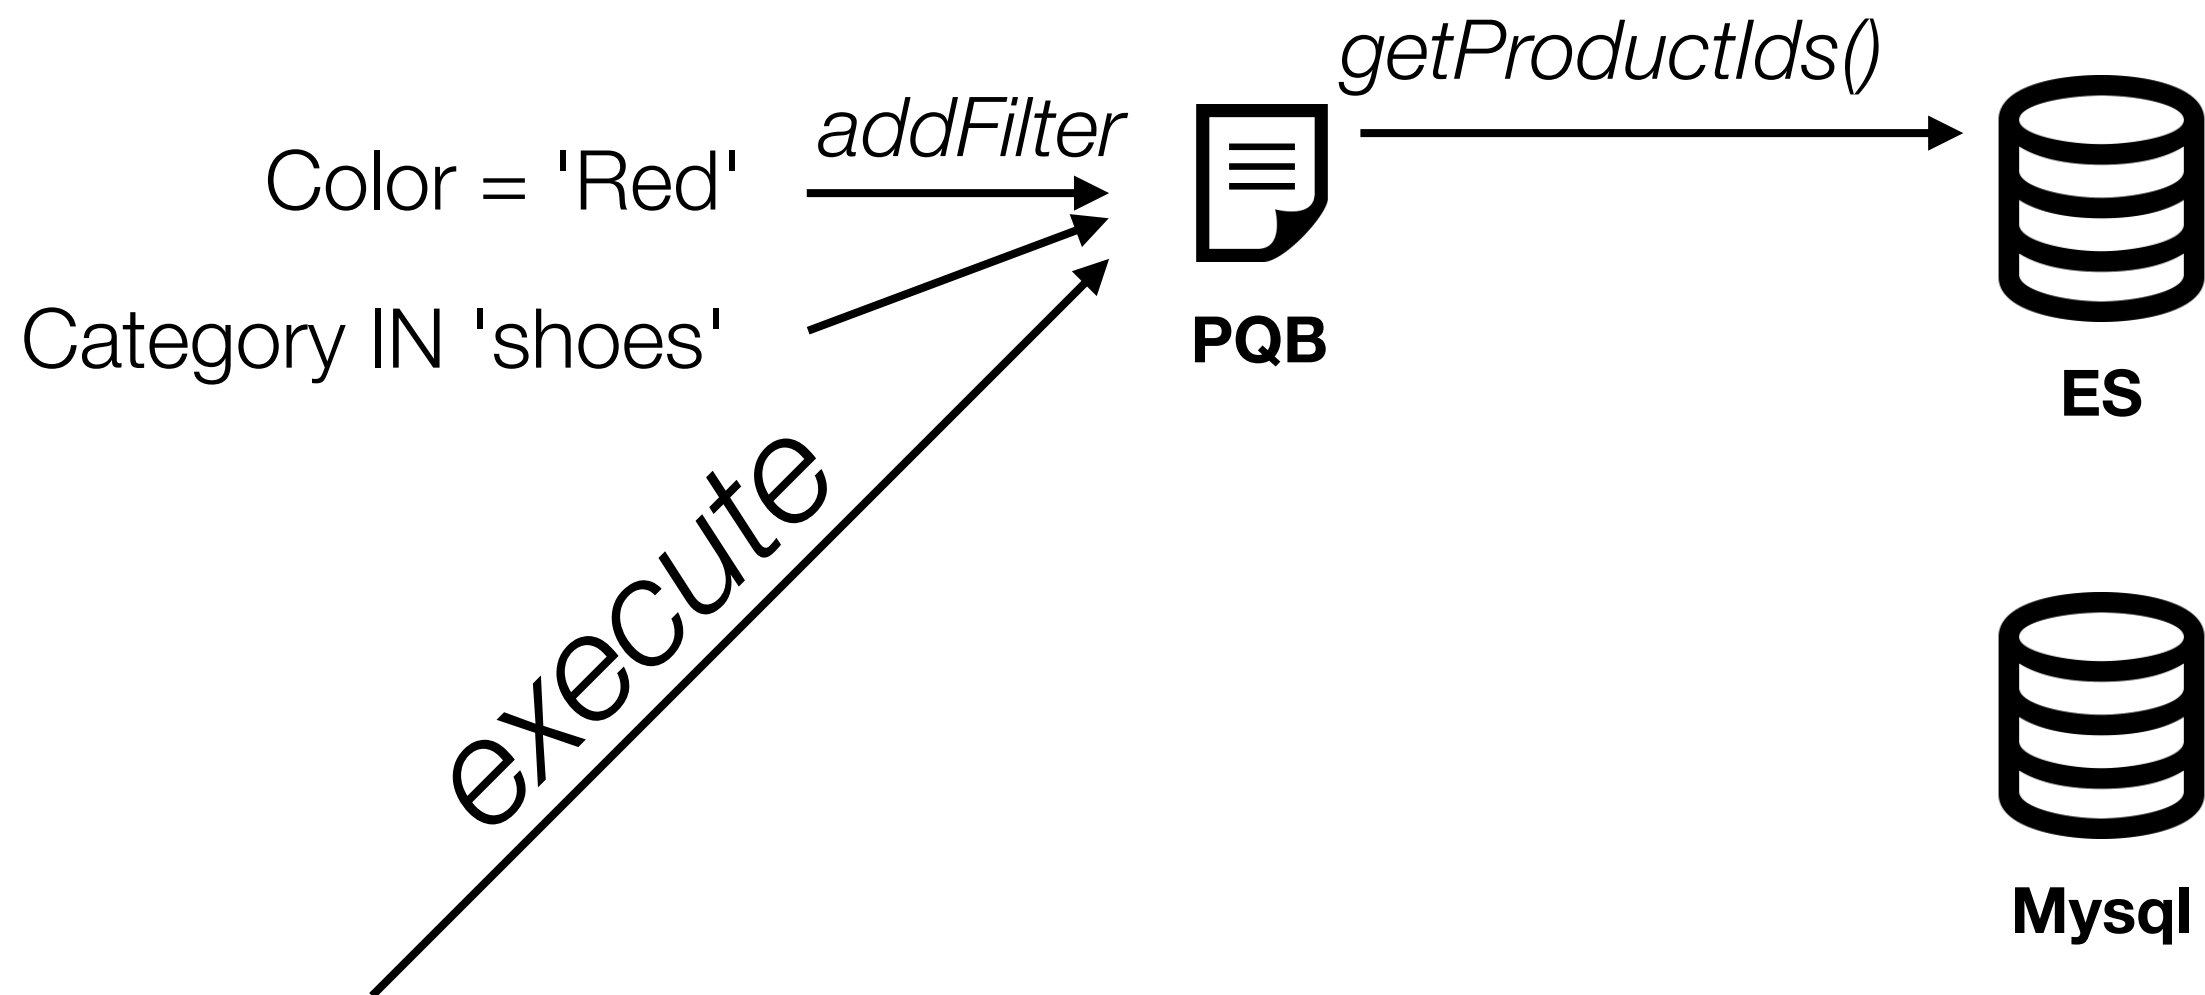 getProductIds()
addFilter
Color = 'Red'
Category IN 'shoes'
PQB
ES
execute
Mysql